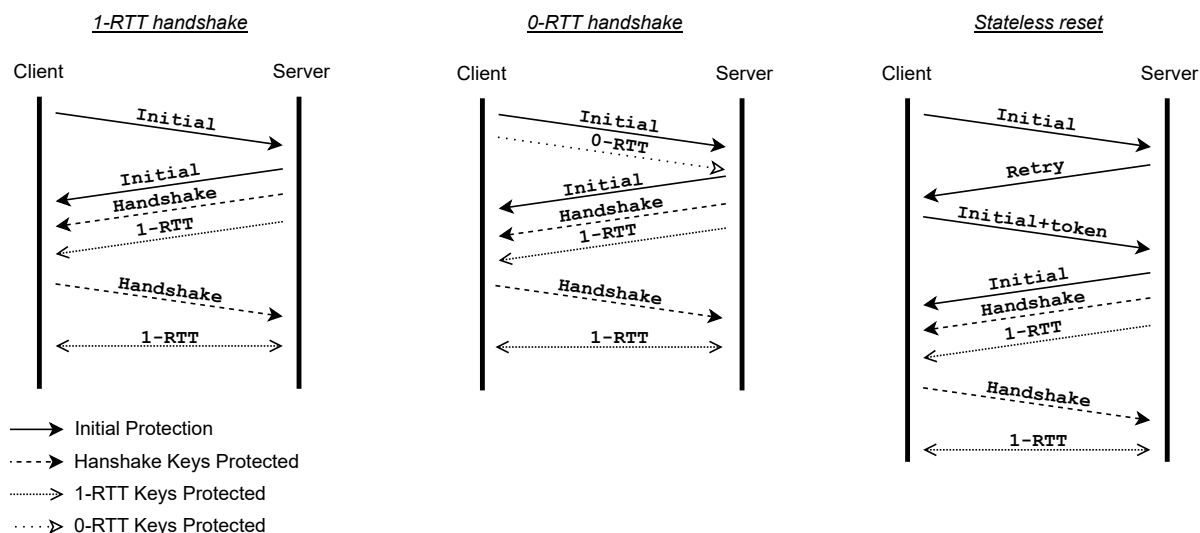 1-RTT handshake
Client
Server
Initial
Initial
Handshake
1-RTT
Handshake
1-RTT
0-RTT handshake
Client
Server
Initial
0-RTT
Initial
Handshake
1-RTT
Handshake
1-RTT
Stateless reset
Client
Server
Initial
Retry
Initial+token
Initial
Handshake
1-RTT
Handshake
1-RTT
Initial Protection
Hanshake Keys Protected
1-RTT Keys Protected
0-RTT Keys Protected